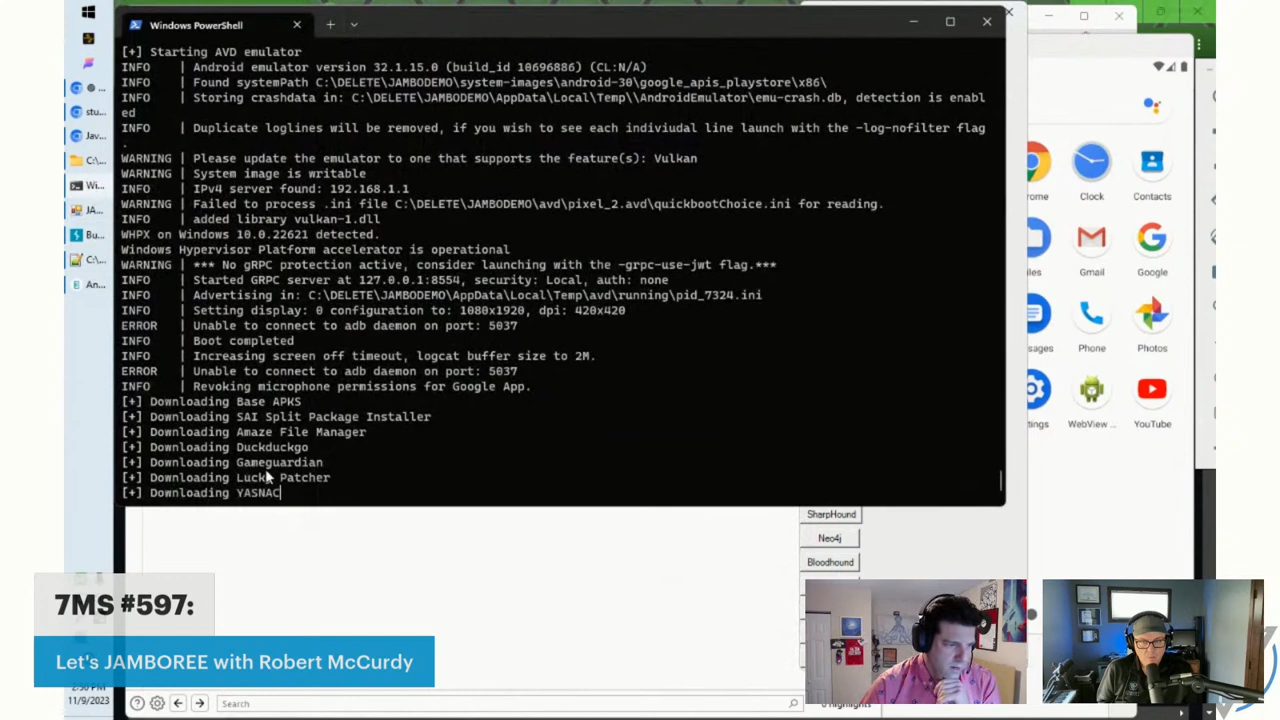 Windows PowerShell
[+] Starting AVD emulator
INFO | Android emulator version 32.1.15.0 (build_id 10696886) (CL:N/A)
INFO | Found systemPath C:\DELETE\JAMBODEMO\system-images\android-30\google_apis_playstore\x86\
INFO | Storing crashdata in: C:\DELETE\JAMBODEMO\AppData\Local\Temp\\AndroidEmulator\emu-crash.db, detection is enabl
ed
INFO | Duplicate loglines will be removed, if you wish to see each indiviudal line launch with the -log-nofilter flag
.
WARNING | Please update the emulator to one that supports the feature(s): Vulkan
WARNING | System image is writable
INFO | IPv4 server found: 192.168.1.1
WARNING | Failed to process .ini file C:\DELETE\JAMBODEMO\avd\pixel_2.avd\quickbootChoice.ini for reading.
INFO | added library vulkan-1.dll
WHPX on Windows 10.0.22621 detected.
Windows Hypervisor Platform accelerator is operational
WARNING | *** No gRPC protection active, consider launching with the -grpc-use-jwt flag.***
INFO | Started GRPC server at 127.0.0.1:8554, security: Local, auth: none
INFO | Advertising in: C:\DELETE\JAMBODEMO\AppData\Local\Temp\avd\running\pid_7324.ini
INFO | Setting display: 0 configuration to: 1080x1920, dpi: 420x420
ERROR | Unable to connect to adb daemon on port: 5037
INFO | Boot completed
INFO | Increasing screen off timeout, logcat buffer size to 2M.
ERROR | Unable to connect to adb daemon on port: 5037
INFO | Revoking microphone permissions for Google App.
[+] Downloading Base APKS
[+] Downloading SAI Split Package Installer
[+] Downloading Amaze File Manager
[+] Downloading Duckduckgo
[+] Downloading Gameguardian
[+] Downloading Lucky Patcher
[+] Downloading YASNAC
stu...
Jav...
C:\...
Wi...
JA...
Bu...
C:\...
An...
ome
Clock
Contacts
iles
Gmail
Google
sages
Phone
Photos
tings
WebView ...
YouTube
SharpHound
Neo4j
Bloodhound
7MS #597:
Let's JAMBOREE with Robert McCurdy
11/9/2023
Search